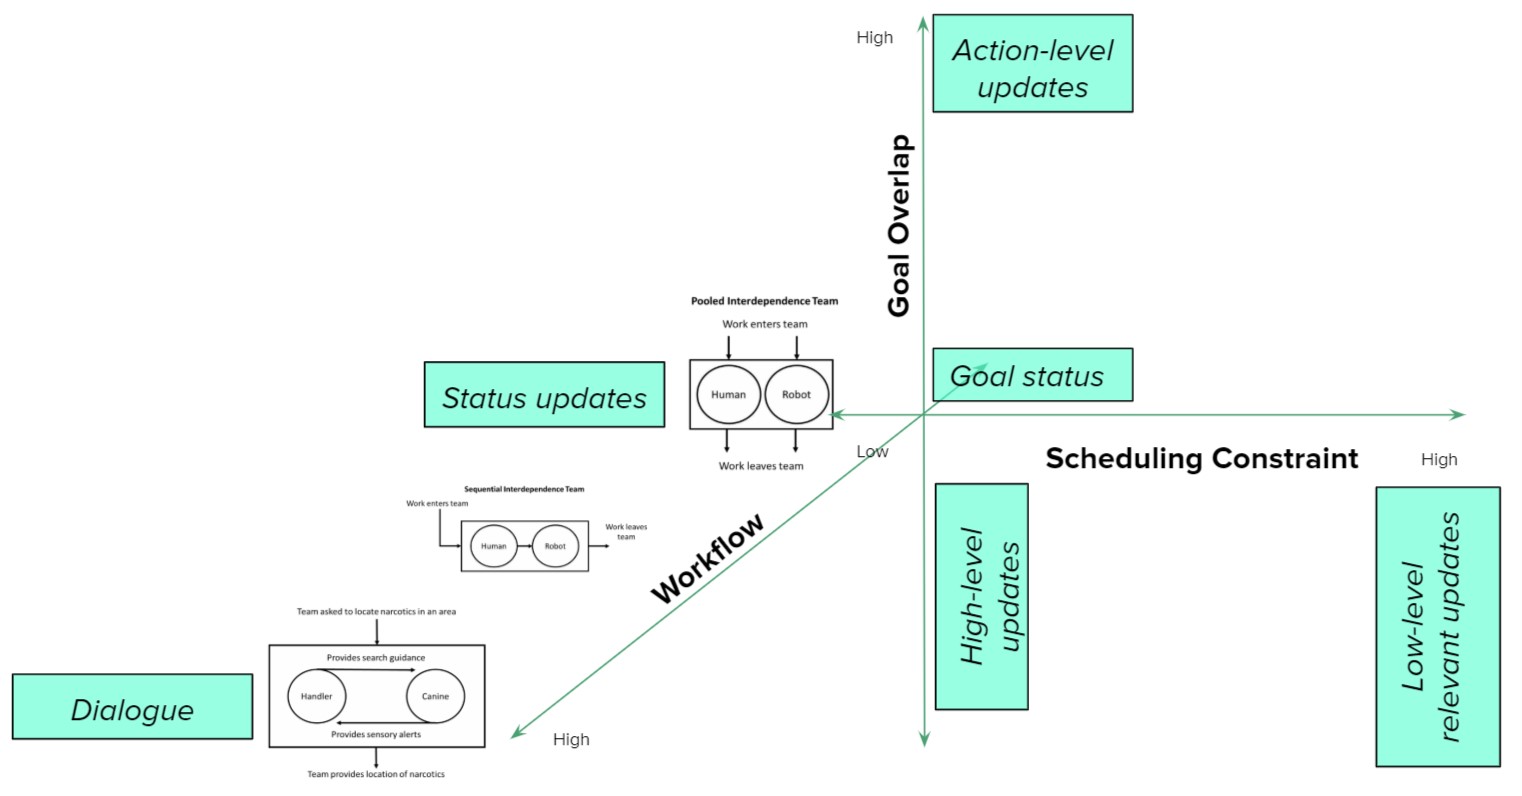 High
Action-level
updates
Goal Overlap
Pooled Interdependence Team
Work enters team
Human
Robot
Work leaves team
Status updates
Goal status
Low
Scheduling Constraint
High
Sequential Interdependence Team
Work enters team
Human
Robot
Work leaves
team
Workflow
High-level
updates
Low-level
relevant updates
Team asked to locate narcotics in an area
Provides search guidance
Handler
Canine
Provides sensory alerts
Team provides location of narcotics
Dialogue
High